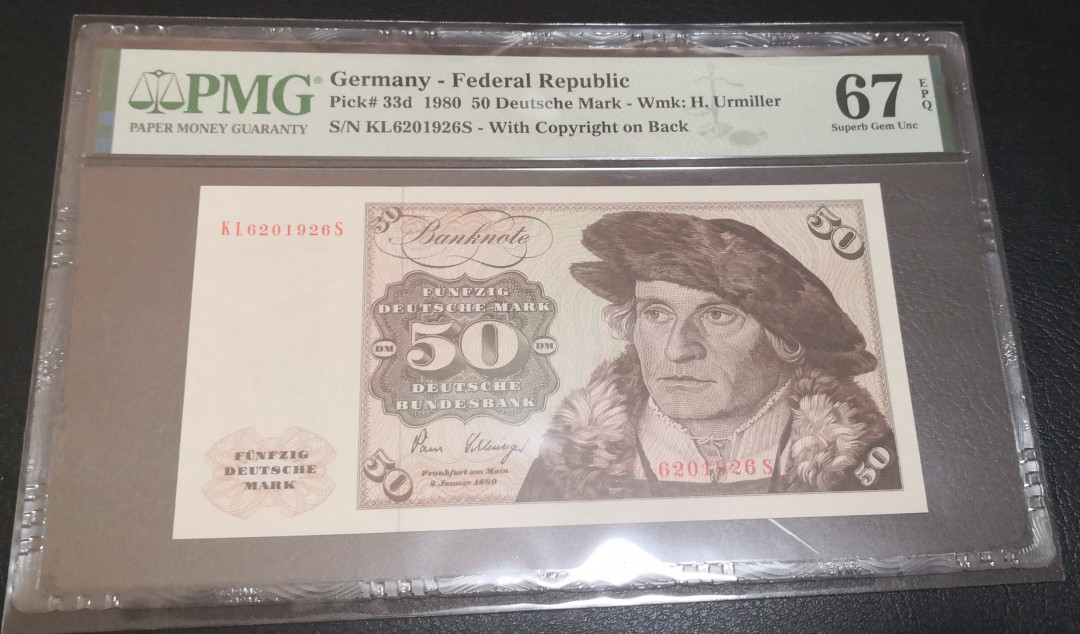 PMG®
PAPER MONEY GUARANTY
Germany - Federal Republic
Pick# 33d 1980 50 Deutsche Mark - Wmk: H. Urmiller
S/N KL6201926S - With Copyright on Back
67
EPQ
Superb Gem Unc
KL6201926S
50
Banknote
50
FÜNFZIG
DEUTSCHE MARK
DM 50 DM
DEUTSCHE
BUNDESBANK
FÜNFZIG
DEUTSCHE
MARK
Frankfurt am Main
2. Januar 1980
50
6201926S
50